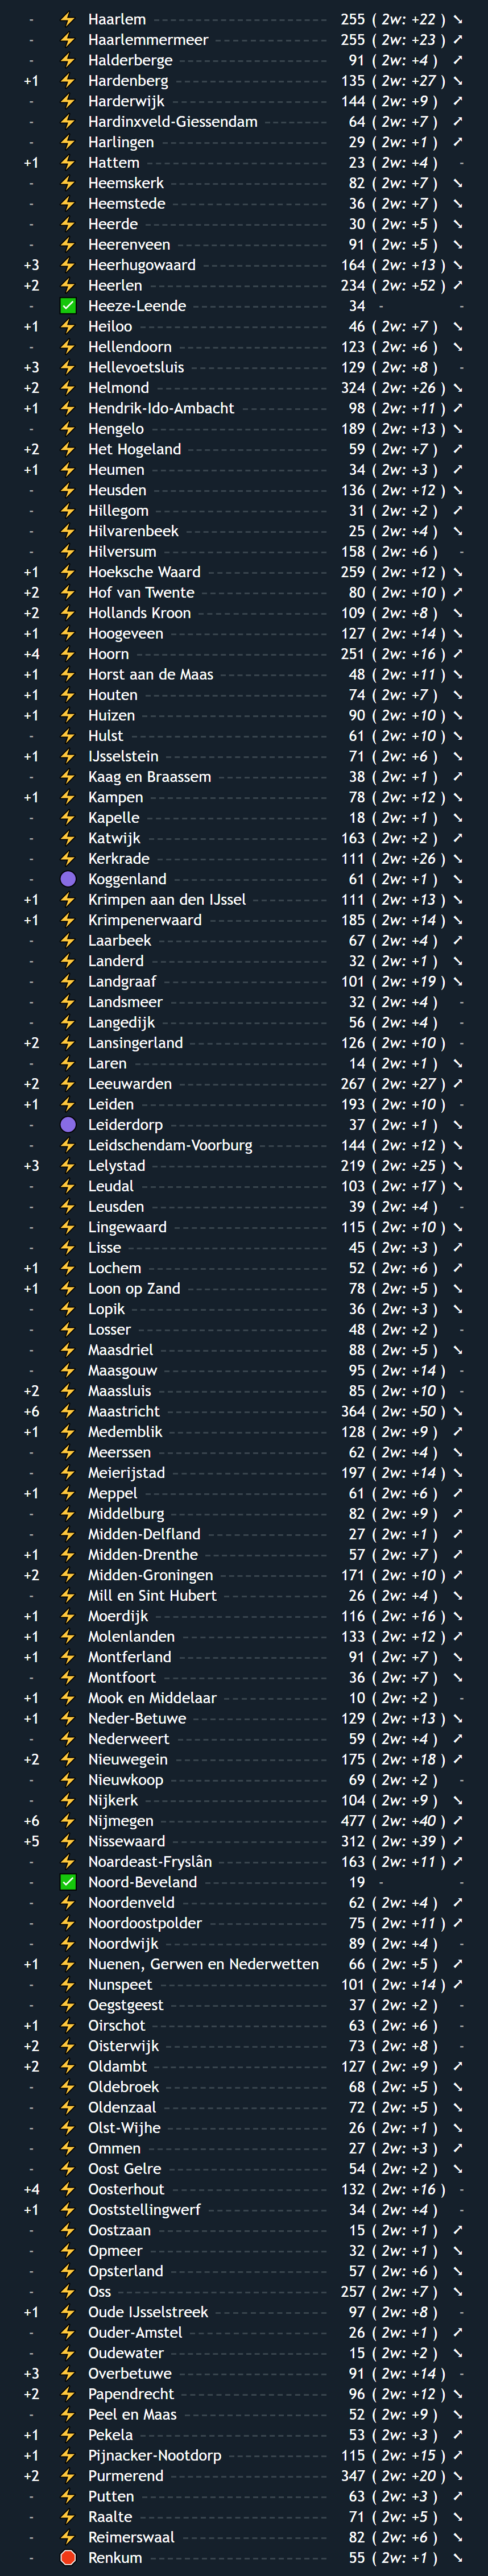 - ⚡ Haarlem 255 ( 2w: +22 ) ➘
- ⚡ Haarlemmermeer 255 ( 2w: +23 ) ➚
- ⚡ Halderberge 91 ( 2w: +4 ) ➚
+1 ⚡ Hardenberg 135 ( 2w: +27 ) ➘
- ⚡ Harderwijk 144 ( 2w: +9 ) ➚
- ⚡ Hardinxveld-Giessendam 64 ( 2w: +7 ) ➚
- ⚡ Harlingen 29 ( 2w: +1 ) ➚
+1 ⚡ Hattem 23 ( 2w: +4 ) -
- ⚡ Heemskerk 82 ( 2w: +7 ) ➘
- ⚡ Heemstede 36 ( 2w: +7 ) ➘
- ⚡ Heerde 30 ( 2w: +5 ) ➘
- ⚡ Heerenveen 91 ( 2w: +5 ) ➘
+3 ⚡ Heerhugowaard 164 ( 2w: +13 ) ➘
+2 ⚡ Heerlen 234 ( 2w: +52 ) ➚
- ✅ Heeze-Leende 34 - -
+1 ⚡ Heiloo 46 ( 2w: +7 ) ➘
- ⚡ Hellendoorn 123 ( 2w: +6 ) ➘
+3 ⚡ Hellevoetsluis 129 ( 2w: +8 ) -
+2 ⚡ Helmond 324 ( 2w: +26 ) ➘
+1 ⚡ Hendrik-Ido-Ambacht 98 ( 2w: +11 ) ➚
- ⚡ Hengelo 189 ( 2w: +13 ) ➘
+2 ⚡ Het Hogeland 59 ( 2w: +7 ) ➚
+1 ⚡ Heumen 34 ( 2w: +3 ) ➚
- ⚡ Heusden 136 ( 2w: +12 ) ➘
- ⚡ Hillegom 31 ( 2w: +2 ) ➚
- ⚡ Hilvarenbeek 25 ( 2w: +4 ) ➘
- ⚡ Hilversum 158 ( 2w: +6 ) -
+1 ⚡ Hoeksche Waard 259 ( 2w: +12 ) ➘
+2 ⚡ Hof van Twente 80 ( 2w: +10 ) ➚
+2 ⚡ Hollands Kroon 109 ( 2w: +8 ) ➘
+1 ⚡ Hoogeveen 127 ( 2w: +14 ) ➘
+4 ⚡ Hoorn 251 ( 2w: +16 ) ➚
+1 ⚡ Horst aan de Maas 48 ( 2w: +11 ) ➘
+1 ⚡ Houten 74 ( 2w: +7 ) ➘
+1 ⚡ Huizen 90 ( 2w: +10 ) ➘
- ⚡ Hulst 61 ( 2w: +10 ) ➘
+1 ⚡ IJsselstein 71 ( 2w: +6 ) ➘
- ⚡ Kaag en Braassem 38 ( 2w: +1 ) ➚
+1 ⚡ Kampen 78 ( 2w: +12 ) ➘
- ⚡ Kapelle 18 ( 2w: +1 ) ➘
- ⚡ Katwijk 163 ( 2w: +2 ) ➚
- ⚡ Kerkrade 111 ( 2w: +26 ) ➘
- 🟣 Koggenland 61 ( 2w: +1 ) ➘
+1 ⚡ Krimpen aan den IJssel 111 ( 2w: +13 ) ➘
+1 ⚡ Krimpenerwaard 185 ( 2w: +14 ) ➘
- ⚡ Laarbeek 67 ( 2w: +4 ) ➚
- ⚡ Landerd 32 ( 2w: +1 ) ➘
- ⚡ Landgraaf 101 ( 2w: +19 ) ➘
- ⚡ Landsmeer 32 ( 2w: +4 ) -
- ⚡ Langedijk 56 ( 2w: +4 ) -
+2 ⚡ Lansingerland 126 ( 2w: +10 ) -
- ⚡ Laren 14 ( 2w: +1 ) ➘
+2 ⚡ Leeuwarden 267 ( 2w: +27 ) ➚
+1 ⚡ Leiden 193 ( 2w: +10 ) -
- 🟣 Leiderdorp 37 ( 2w: +1 ) ➘
- ⚡ Leidschendam-Voorburg 144 ( 2w: +12 ) ➘
+3 ⚡ Lelystad 219 ( 2w: +25 ) ➘
- ⚡ Leudal 103 ( 2w: +17 ) ➘
- ⚡ Leusden 39 ( 2w: +4 ) -
- ⚡ Lingewaard 115 ( 2w: +10 ) ➘
- ⚡ Lisse 45 ( 2w: +3 ) ➚
+1 ⚡ Lochem 52 ( 2w: +6 ) ➚
+1 ⚡ Loon op Zand 78 ( 2w: +5 ) ➘
- ⚡ Lopik 36 ( 2w: +3 ) ➘
- ⚡ Losser 48 ( 2w: +2 ) -
- ⚡ Maasdriel 88 ( 2w: +5 ) ➘
- ⚡ Maasgouw 95 ( 2w: +14 ) -
+2 ⚡ Maassluis 85 ( 2w: +10 ) -
+6 ⚡ Maastricht 364 ( 2w: +50 ) ➘
+1 ⚡ Medemblik 128 ( 2w: +9 ) ➚
- ⚡ Meerssen 62 ( 2w: +4 ) ➘
- ⚡ Meierijstad 197 ( 2w: +14 ) ➘
+1 ⚡ Meppel 61 ( 2w: +6 ) ➚
- ⚡ Middelburg 82 ( 2w: +9 ) ➚
- ⚡ Midden-Delfland 27 ( 2w: +1 ) ➚
+1 ⚡ Midden-Drenthe 57 ( 2w: +7 ) ➚
+2 ⚡ Midden-Groningen 171 ( 2w: +10 ) ➚
- ⚡ Mill en Sint Hubert 26 ( 2w: +4 ) ➘
+1 ⚡ Moerdijk 116 ( 2w: +16 ) ➘
+1 ⚡ Molenlanden 133 ( 2w: +12 ) ➚
+1 ⚡ Montferland 91 ( 2w: +7 ) ➘
- ⚡ Montfoort 36 ( 2w: +7 ) ➘
+1 ⚡ Mook en Middelaar 10 ( 2w: +2 ) -
+1 ⚡ Neder-Betuwe 129 ( 2w: +13 ) ➘
- ⚡ Nederweert 59 ( 2w: +4 ) ➚
+2 ⚡ Nieuwegein 175 ( 2w: +18 ) ➚
- ⚡ Nieuwkoop 69 ( 2w: +2 ) -
- ⚡ Nijkerk 104 ( 2w: +9 ) ➘
+6 ⚡ Nijmegen 477 ( 2w: +40 ) ➚
+5 ⚡ Nissewaard 312 ( 2w: +39 ) ➚
- ⚡ Noardeast-Fryslân 163 ( 2w: +11 ) ➚
- ✅ Noord-Beveland 19 - -
- ⚡ Noordenveld 62 ( 2w: +4 ) ➚
- ⚡ Noordoostpolder 75 ( 2w: +11 ) ➚
- ⚡ Noordwijk 89 ( 2w: +4 ) -
+1 ⚡ Nuenen, Gerwen en Nederwetten 66 ( 2w: +5 ) ➚
- ⚡ Nunspeet 101 ( 2w: +14 ) ➚
- ⚡ Oegstgeest 37 ( 2w: +2 ) -
+1 ⚡ Oirschot 63 ( 2w: +6 ) -
+2 ⚡ Oisterwijk 73 ( 2w: +8 ) -
+2 ⚡ Oldambt 127 ( 2w: +9 ) ➚
- ⚡ Oldebroek 68 ( 2w: +5 ) ➘
- ⚡ Oldenzaal 72 ( 2w: +5 ) ➘
- ⚡ Olst-Wijhe 26 ( 2w: +1 ) ➘
- ⚡ Ommen 27 ( 2w: +3 ) ➚
- ⚡ Oost Gelre 54 ( 2w: +2 ) ➘
+4 ⚡ Oosterhout 132 ( 2w: +16 ) -
+1 ⚡ Ooststellingwerf 34 ( 2w: +4 ) -
- ⚡ Oostzaan 15 ( 2w: +1 ) ➚
- ⚡ Opmeer 32 ( 2w: +1 ) ➘
- ⚡ Opsterland 57 ( 2w: +6 ) ➘
- ⚡ Oss 257 ( 2w: +7 ) ➘
+1 ⚡ Oude IJsselstreek 97 ( 2w: +8 ) -
- ⚡ Ouder-Amstel 26 ( 2w: +1 ) ➚
- ⚡ Oudewater 15 ( 2w: +2 ) ➘
+3 ⚡ Overbetuwe 91 ( 2w: +14 ) -
+2 ⚡ Papendrecht 96 ( 2w: +12 ) ➘
- ⚡ Peel en Maas 52 ( 2w: +9 ) ➘
+1 ⚡ Pekela 53 ( 2w: +3 ) ➚
+1 ⚡ Pijnacker-Nootdorp 115 ( 2w: +15 ) ➚
+2 ⚡ Purmerend 347 ( 2w: +20 ) ➘
- ⚡ Putten 63 ( 2w: +3 ) ➚
- ⚡ Raalte 71 ( 2w: +5 ) ➘
- ⚡ Reimerswaal 82 ( 2w: +6 ) ➘
- 🛑 Renkum 55 ( 2w: +1 ) ➘